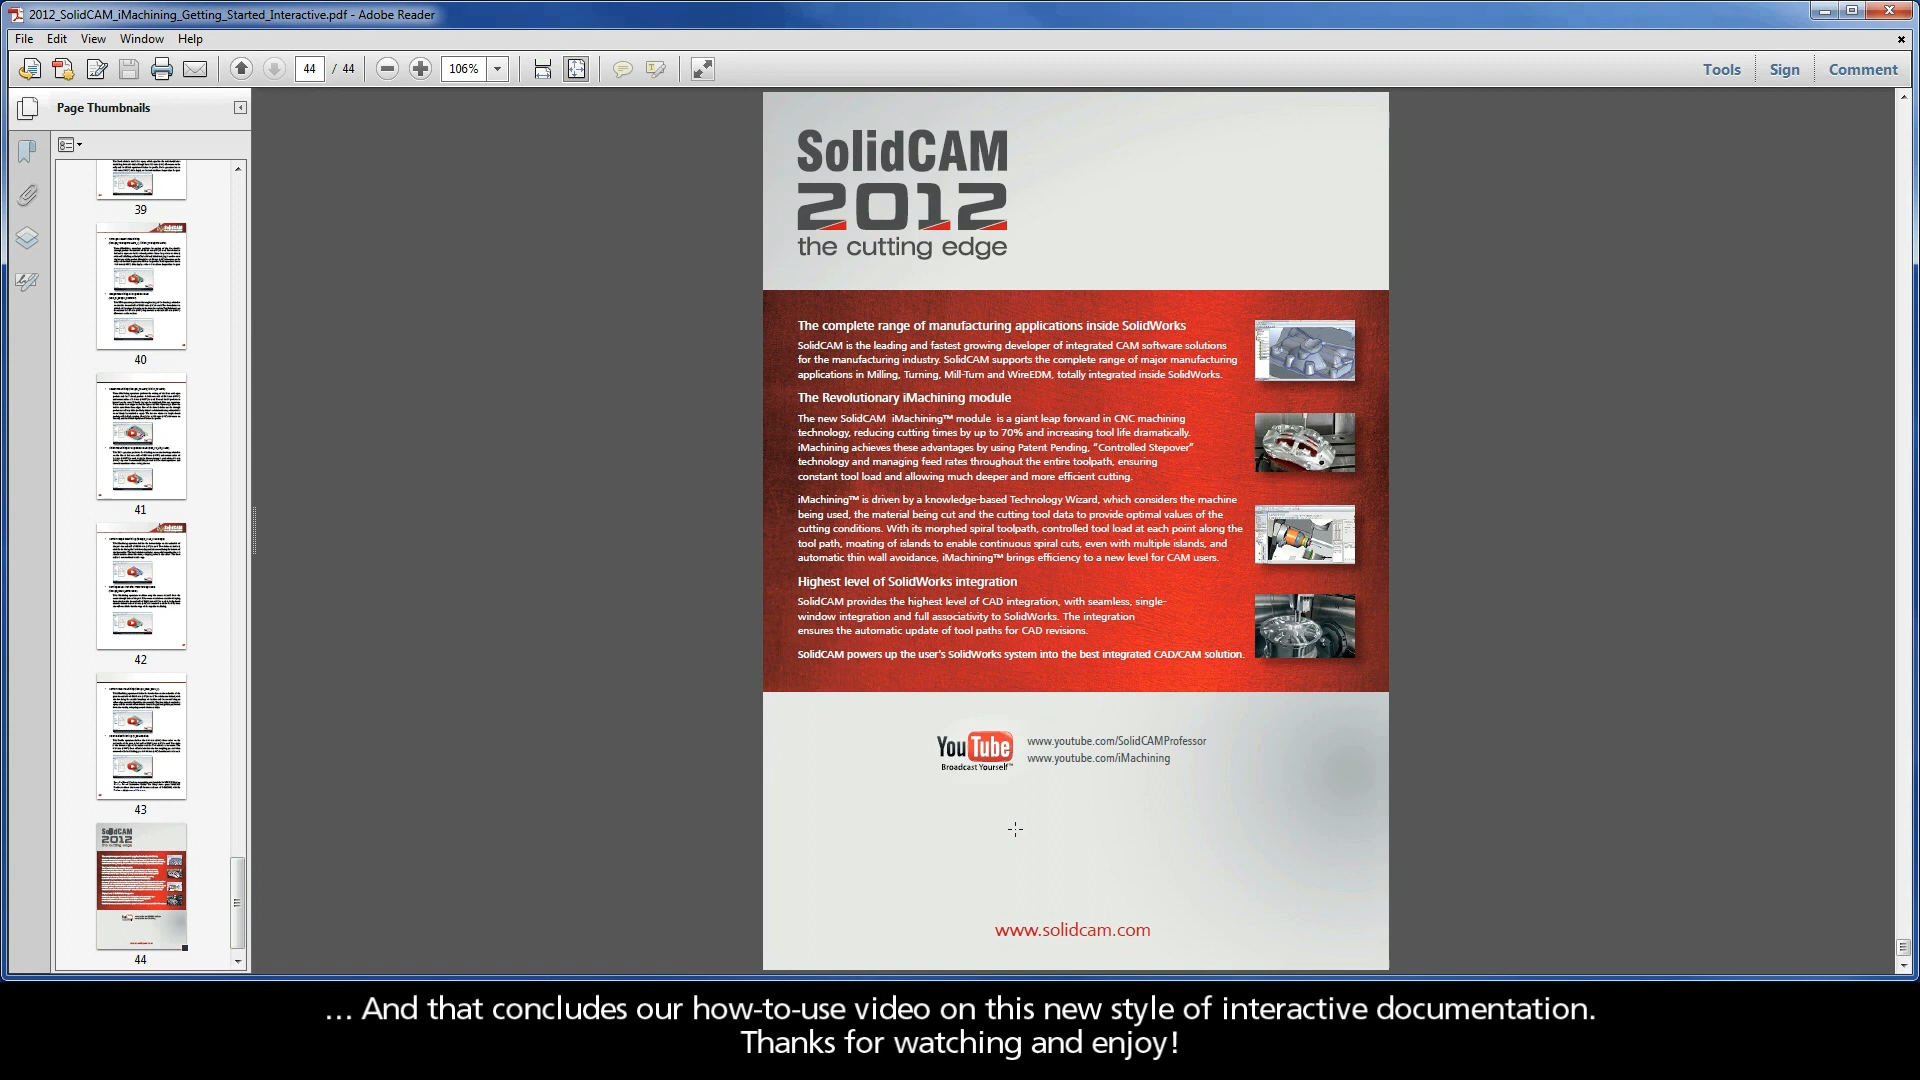 2012_SolidCAM_iMachining_Getting_Started_Interactive.pdf - Adobe Reader
File Edit View Window Help
44 / 44 106% Tools Sign Comment
Page Thumbnails
39
40
41
42
43
44
SolidCAM
2012
the cutting edge
The complete range of manufacturing applications inside SolidWorks
SolidCAM is the leading and fastest growing developer of integrated CAM software solutions
for the manufacturing industry. SolidCAM supports the complete range of major manufacturing
applications in Milling, Turning, Mill-Turn and WireEDM, totally integrated inside SolidWorks.
The Revolutionary iMachining module
The new SolidCAM iMachining™ module is a giant leap forward in CNC machining
technology, reducing cutting times by up to 70% and increasing tool life dramatically.
iMachining achieves these advantages by using Patent Pending, "Controlled Stepover"
technology and managing feed rates throughout the entire toolpath, ensuring
constant tool load and allowing much deeper and more efficient cutting.
iMachining™ is driven by a knowledge-based Technology Wizard, which considers the machine
being used, the material being cut and the cutting tool data to provide optimal values of the
cutting conditions. With its morphed spiral toolpath, controlled tool load at each point along the
tool path, moating of islands to enable continuous spiral cuts, even with multiple islands, and
automatic thin wall avoidance, iMachining™ brings efficiency to a new level for CAM users.
Highest level of SolidWorks integration
SolidCAM provides the highest level of CAD integration, with seamless, single-
window integration and full associativity to SolidWorks. The integration
ensures the automatic update of tool paths for CAD revisions.
SolidCAM powers up the user's SolidWorks system into the best integrated CAD/CAM solution.
YouTube
Broadcast Yourself™
www.youtube.com/SolidCAMProfessor
www.youtube.com/iMachining
www.solidcam.com
... And that concludes our how-to-use video on this new style of interactive documentation.
Thanks for watching and enjoy!